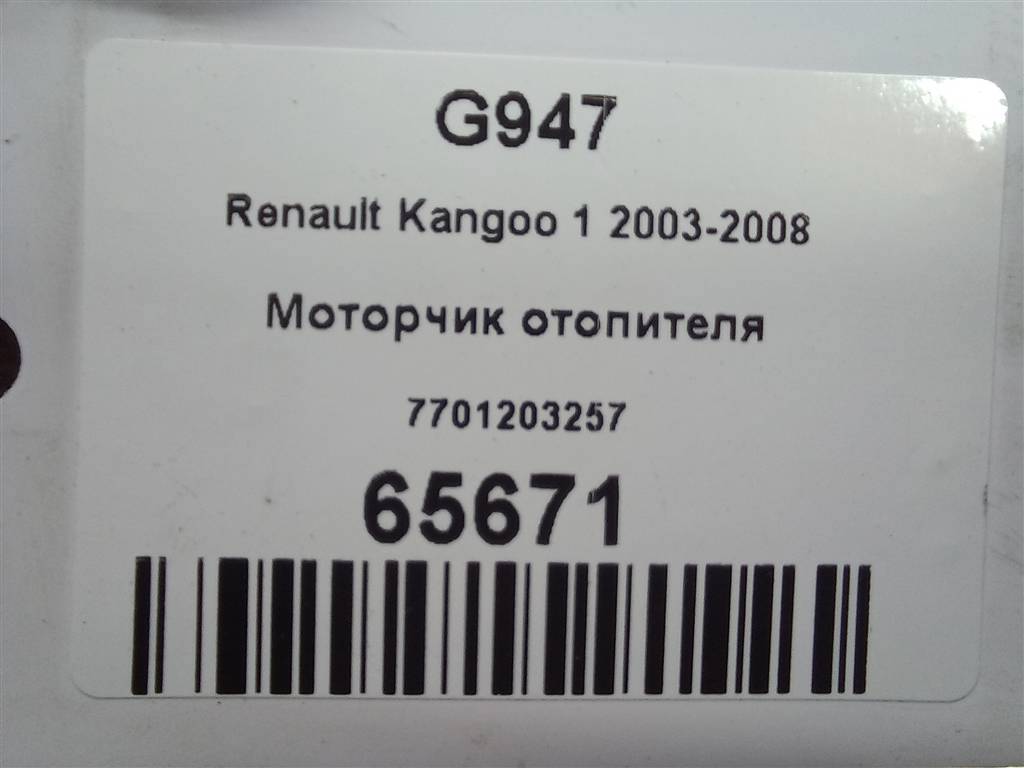 G947
Renault Kangoo 1 2003-2008
Моторчик отопителя
7701203257
65671